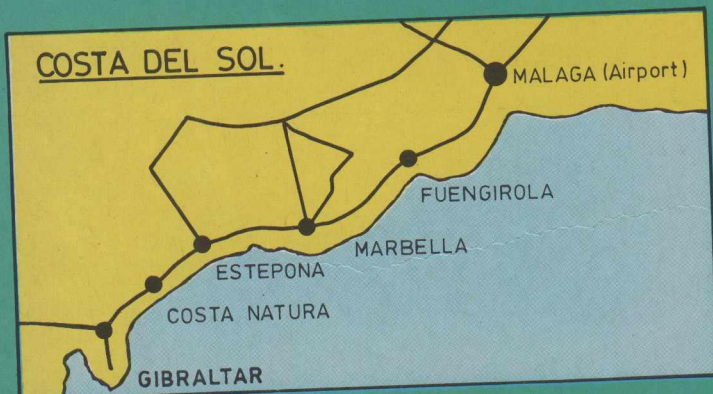 COSTA DEL SOL.
MALAGA (Airport)
FUENGIROLA
MARBELLA
ESTEPONA
COSTA NATURA
GIBRALTAR